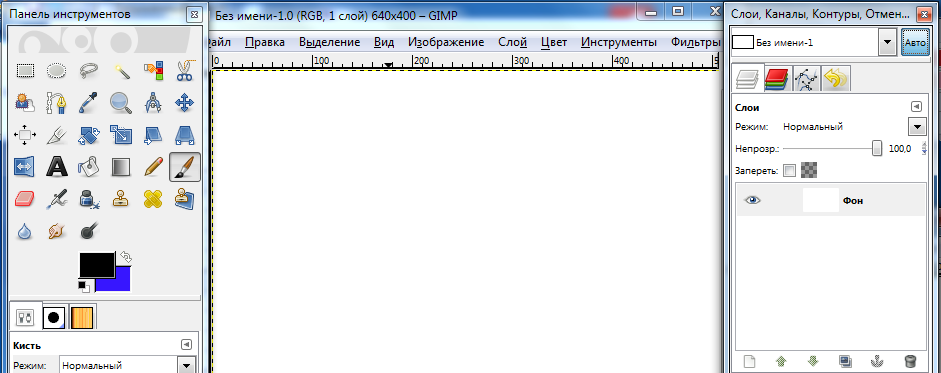 Панель инструментов
Без имени-1.0 (RGB, 1 слой) 640x400 – GIMP
айл Правка Выделение Вид Изображение Слой Цвет Инструменты Фильтры
0 100 200 300 400 5
Кисть
Режим: Нормальный
Слои, Каналы, Контуры, Отмен...
Без имени-1 Авто
Слои
Режим: Нормальный
Непрозр.: 100,0
Запереть:
Фон